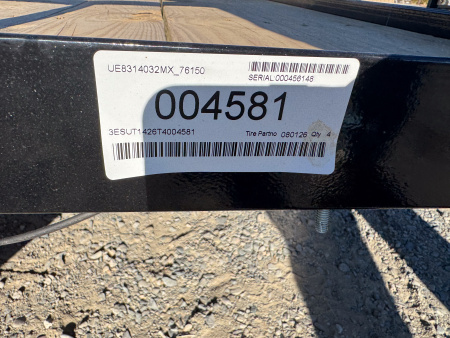 UE8314032MX_76150
SERIAL:000456148
004581
3ESUT1426T4004581 Tire Partno 080126 Qty 4